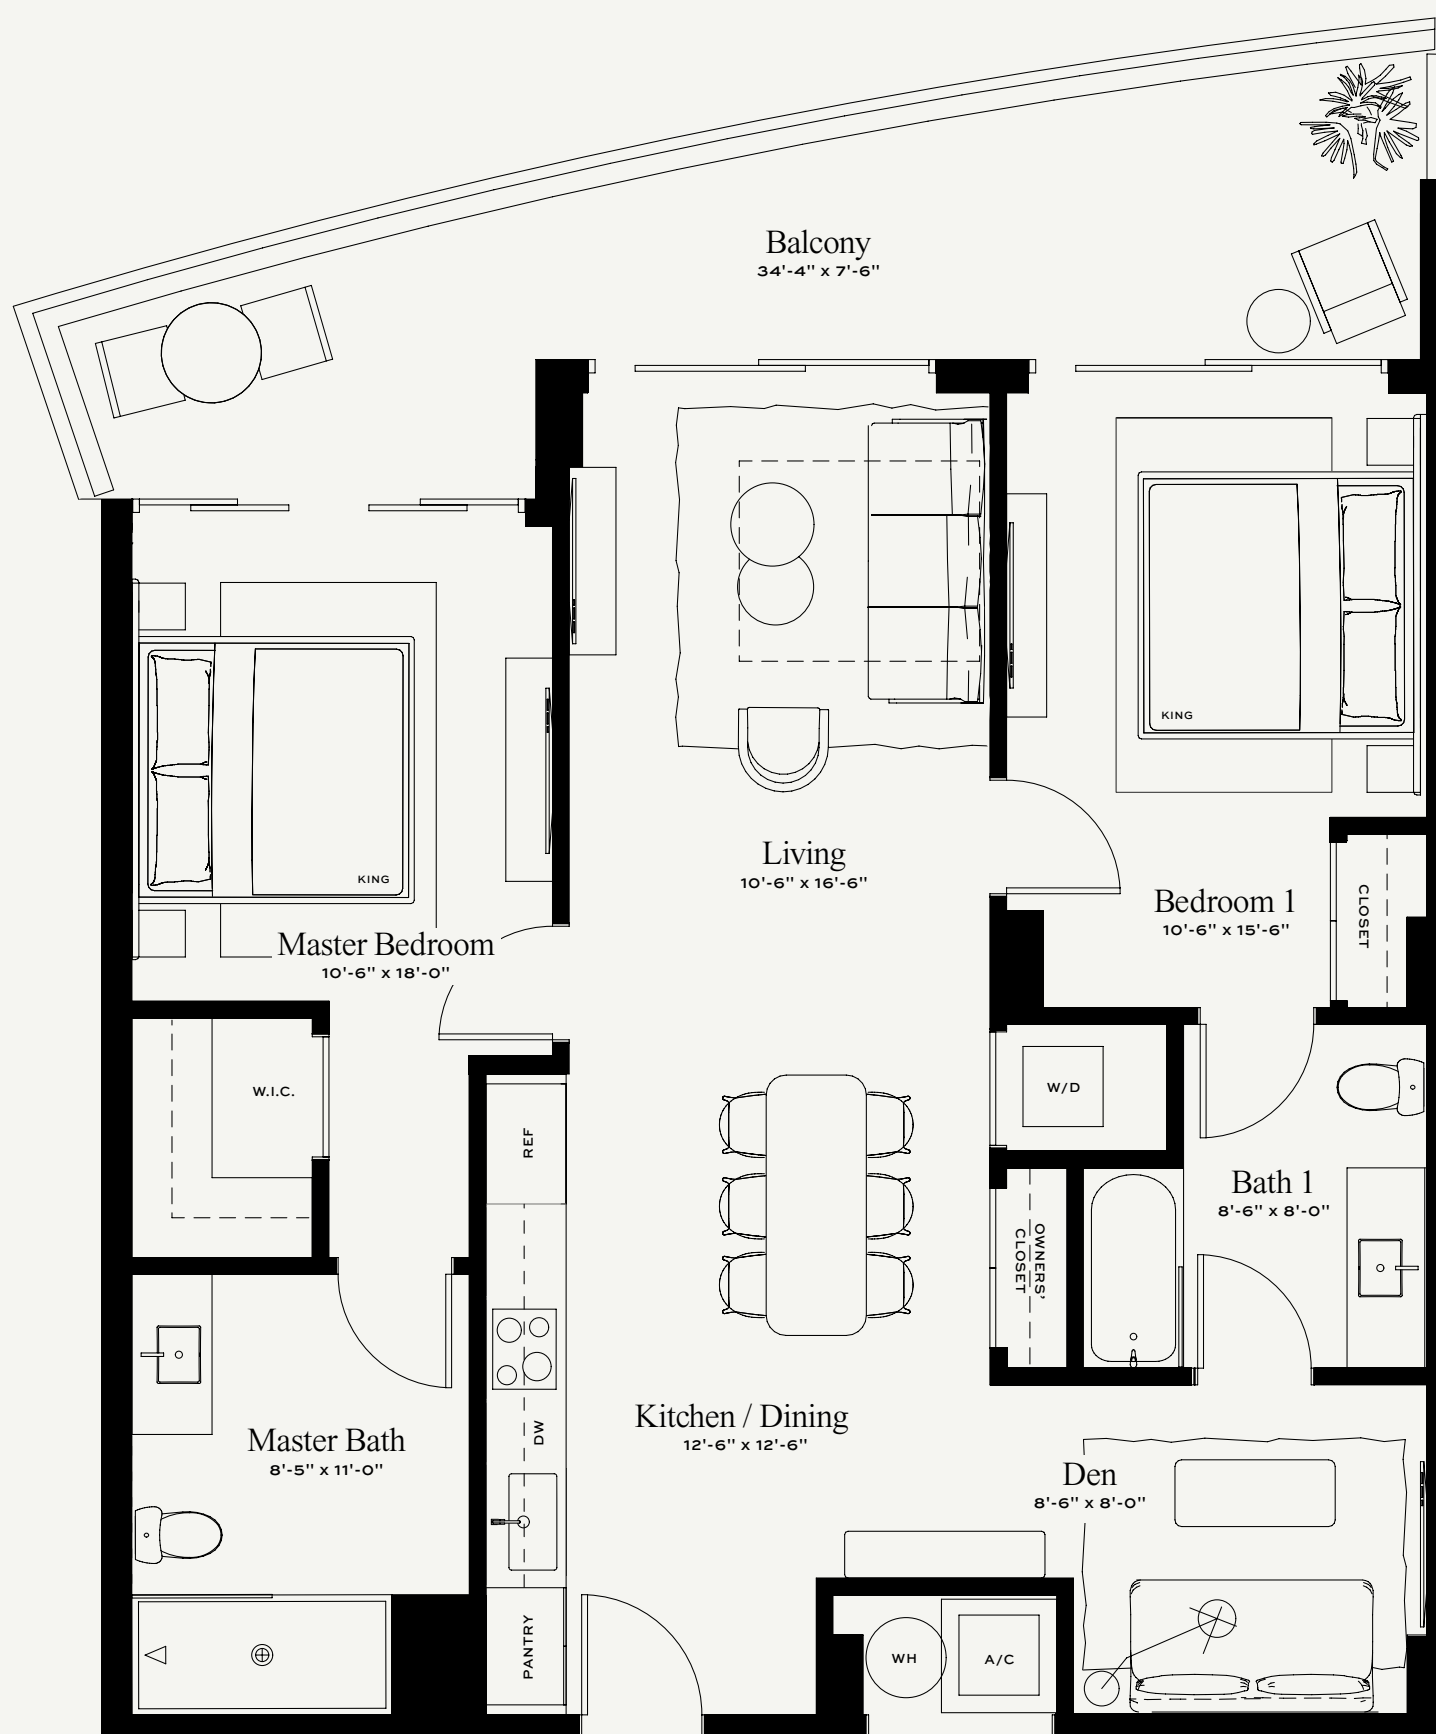 Balcony
34'-4" x 7'-6"
Living
10'-6" x 16'-6"
KING
KING
Bedroom 1
10'-6" x 15'-6"
CLOSET
Master Bedroom
10'-6" x 18'-0"
W.I.C.
REF
W/D
Bath 1
8'-6" x 8'-0"
OWNERS'
CLOSET
Kitchen / Dining
12'-6" x 12'-6"
DW
Master Bath
8'-5" x 11'-0"
Den
8'-6" x 8'-0"
PANTRY
WH
A/C